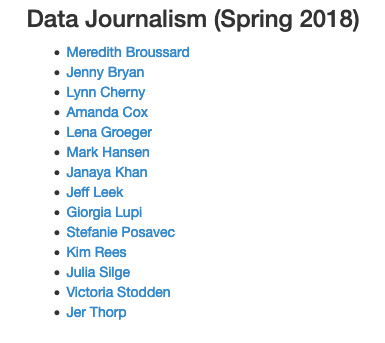 Data Journalism (Spring 2018)
• Meredith Broussard
• Jenny Bryan
• Lynn Cherny
• Amanda Cox
• Lena Groeger
• Mark Hansen
• Janaya Khan
• Jeff Leek
• Giorgia Lupi
• Stefanie Posavec
• Kim Rees
• Julia Silge
• Victoria Stodden
• Jer Thorp